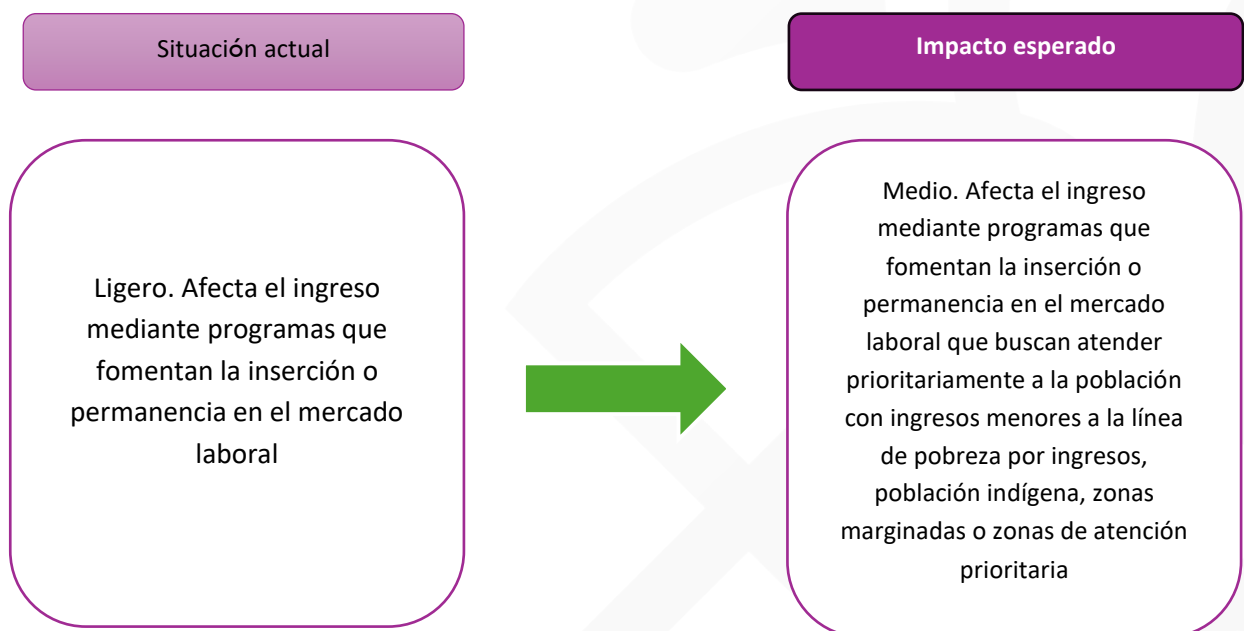 Situación actual
Impacto esperado
Ligero. Afecta el ingreso
mediante programas que
fomentan la inserción o
permanencia en el mercado
laboral
Medio. Afecta el ingreso
mediante programas que
fomentan la inserción o
permanencia en el mercado
laboral que buscan atender
prioritariamente a la población
con ingresos menores a la línea
de pobreza por ingresos,
población indígena, zonas
marginadas o zonas de atención
prioritaria